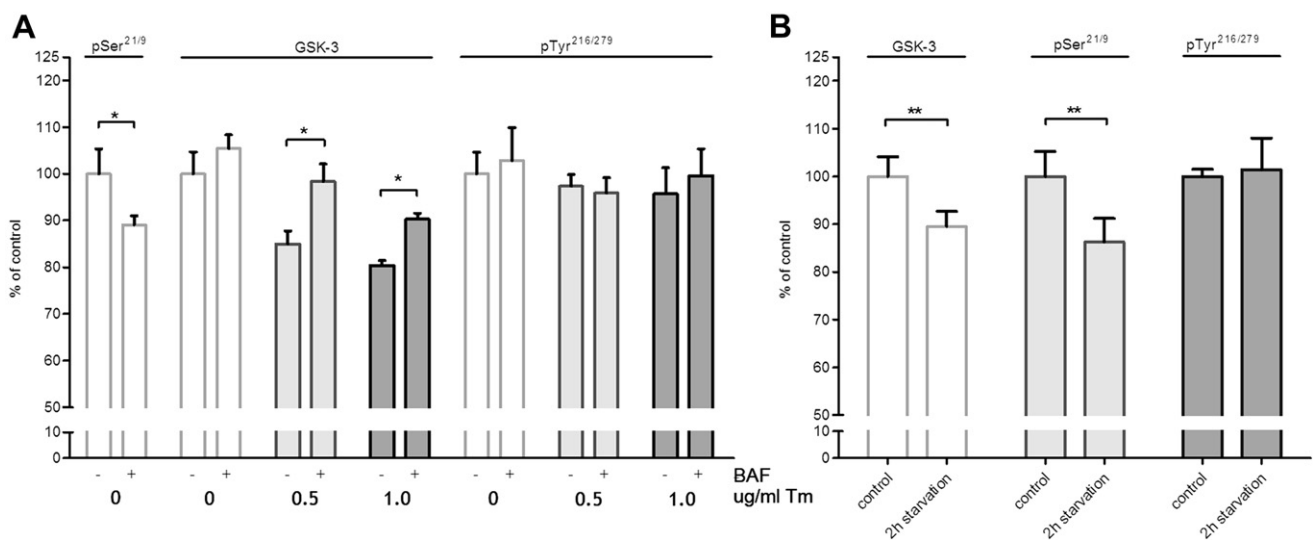 A
pSer21/9 GSK-3 pTyr216/279
125
120
110
100
90
80
70
60
50
10
0
% of control
* * *
- + - + - + - + - + - + - + BAF
0 0 0.5 1.0 0 0.5 1.0 ug/ml Tm
B
GSK-3 pSer21/9 pTyr216/279
125
120
110
100
90
80
70
60
50
10
0
% of control
** **
control 2h starvation control 2h starvation control 2h starvation